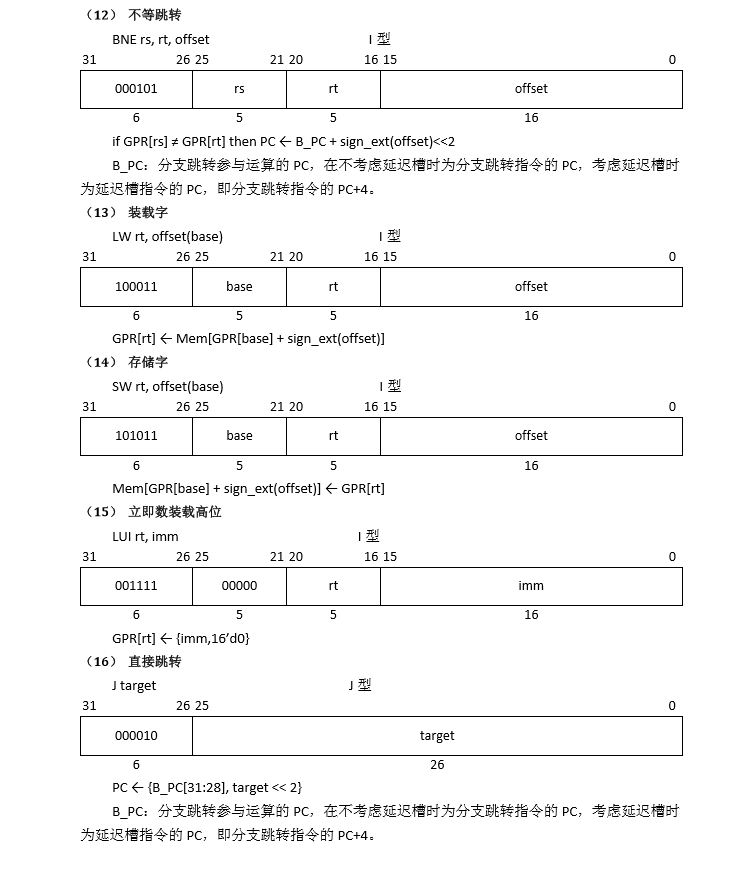 （12） 不等跳转
BNE rs, rt, offset I 型
31 26 25 21 20 16 15 0
000101 rs rt offset
6 5 5 16
if GPR[rs] ≠ GPR[rt] then PC ← B_PC + sign_ext(offset)<<2
B_PC：分支跳转参与运算的 PC，在不考虑延迟槽时为分支跳转指令的 PC，考虑延迟槽时
为延迟槽指令的 PC，即分支跳转指令的 PC+4。
（13） 装载字
LW rt, offset(base) I 型
31 26 25 21 20 16 15 0
100011 base rt offset
6 5 5 16
GPR[rt] ← Mem[GPR[base] + sign_ext(offset)]
（14） 存储字
SW rt, offset(base) I 型
31 26 25 21 20 16 15 0
101011 base rt offset
6 5 5 16
Mem[GPR[base] + sign_ext(offset)] ← GPR[rt]
（15） 立即数装载高位
LUI rt, imm I 型
31 26 25 21 20 16 15 0
001111 00000 rt imm
6 5 5 16
GPR[rt] ← {imm,16’d0}
（16） 直接跳转
J target J 型
31 26 25 0
000010 target
6 26
PC ← {B_PC[31:28], target << 2}
B_PC：分支跳转参与运算的 PC，在不考虑延迟槽时为分支跳转指令的 PC，考虑延迟槽时
为延迟槽指令的 PC，即分支跳转指令的 PC+4。